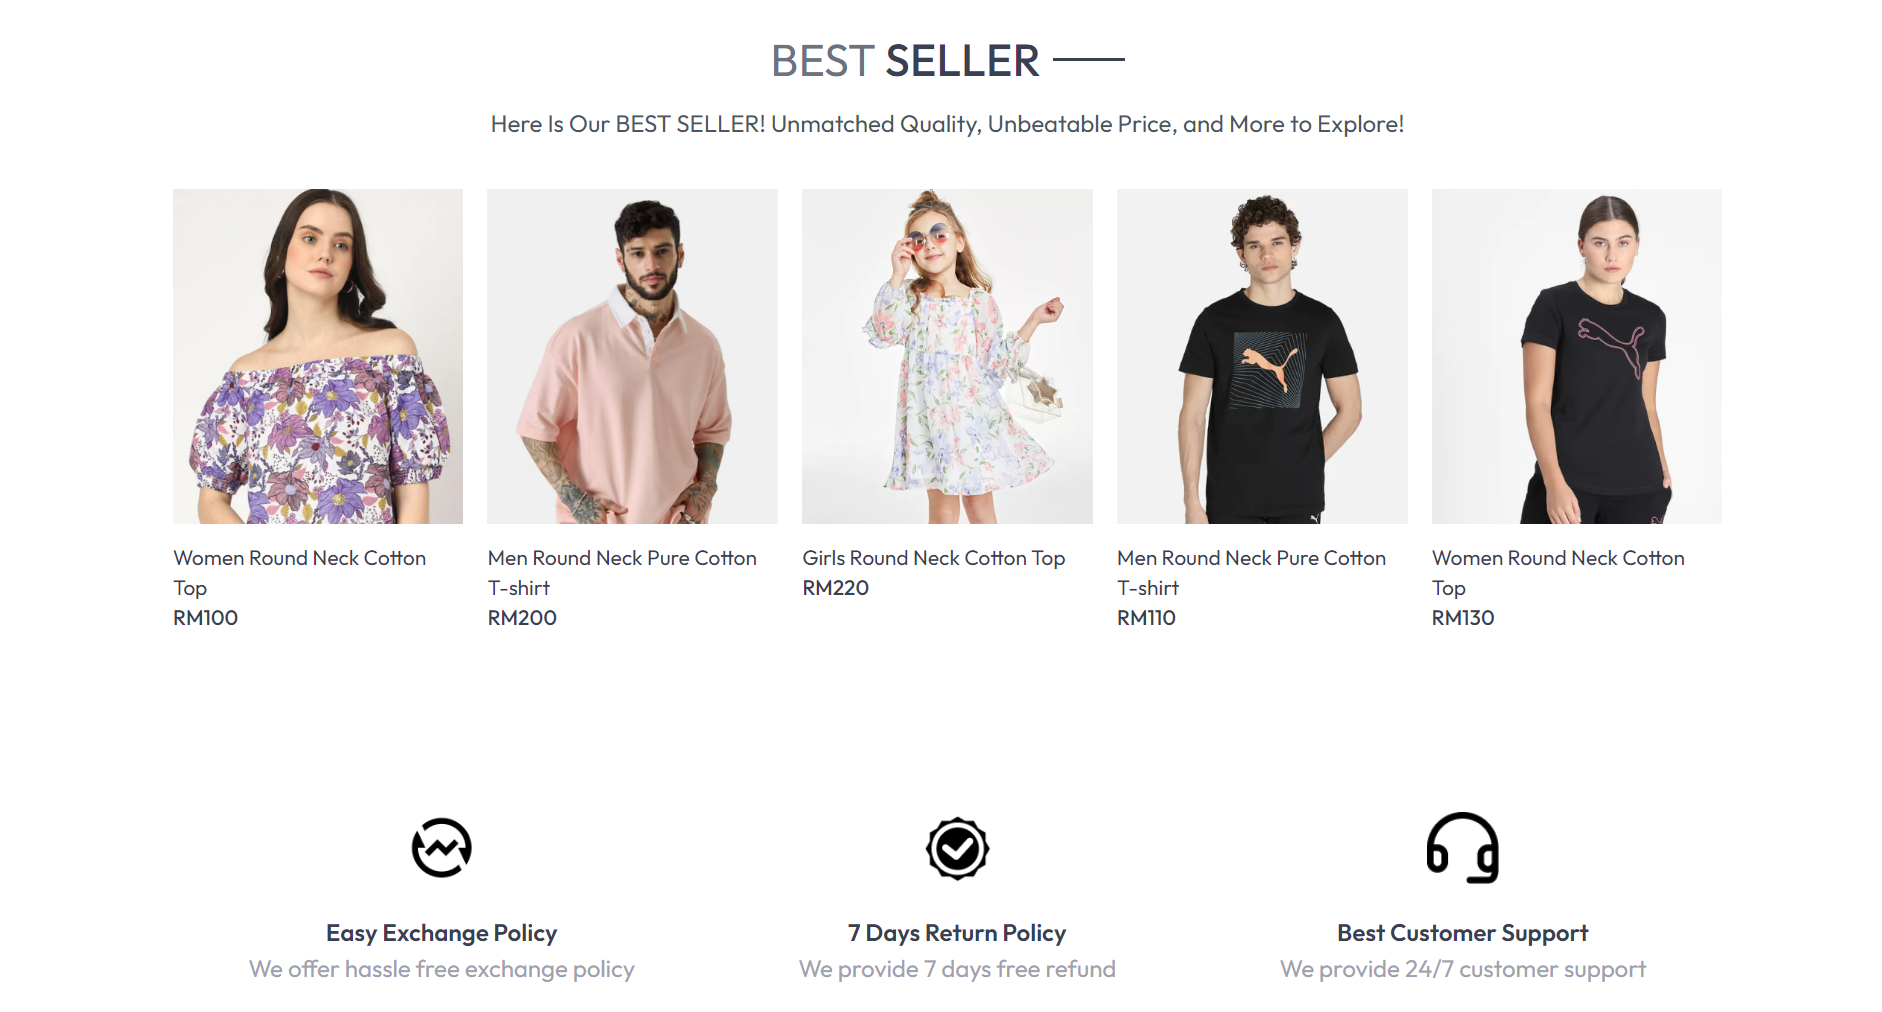 BEST SELLER
Here Is Our BEST SELLER! Unmatched Quality, Unbeatable Price, and More to Explore!
Women Round Neck Cotton
Top
RM100
Men Round Neck Pure Cotton
T-shirt
RM200
Girls Round Neck Cotton Top
RM220
Men Round Neck Pure Cotton
T-shirt
RM110
Women Round Neck Cotton
Top
RM130
Easy Exchange Policy
We offer hassle free exchange policy
7 Days Return Policy
We provide 7 days free refund
Best Customer Support
We provide 24/7 customer support